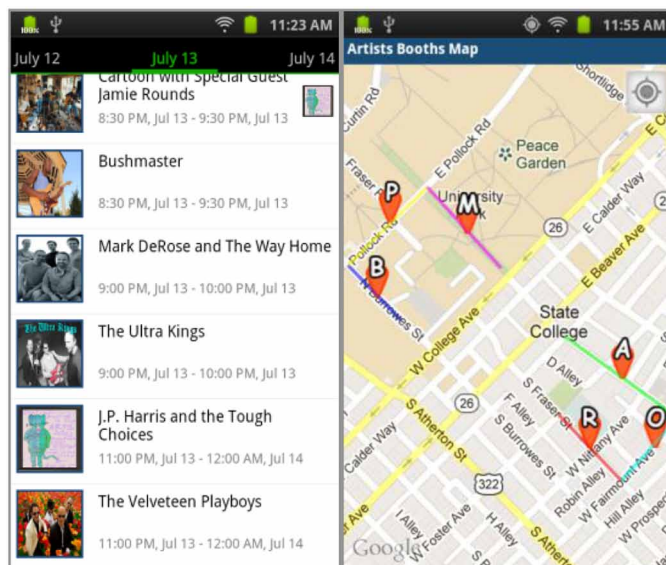 100%
11:23 AM
July 12
July 13
July 14
Cartoon with Special Guest
Jamie Rounds
8:30 PM, Jul 13 - 9:30 PM, Jul 13
Bushmaster
8:30 PM, Jul 13 - 9:30 PM, Jul 13
Mark DeRose and The Way Home
9:00 PM, Jul 13 - 10:00 PM, Jul 13
The Ultra Kings
The Ultra Kings
9:00 PM, Jul 13 - 10:00 PM, Jul 13
J.P. Harris and the Tough
Choices
11:00 PM, Jul 13 - 12:00 AM, Jul 14
The Velveteen Playboys
11:00 PM, Jul 13 - 12:00 AM, Jul 14
100%
11:55 AM
Artists Booths Map
Shortlidge
Curtin Rd
E Pollock Rd
Peace
Garden
Fraser
P
University
M
E Calder Way
26
Pollock Rd
E Beaver Ave
B
N Burrowes St
State
College
W College Ave
A
D Alley
26
S Fraser St
F Alley
R
O
S Atherton St
S Burrowes St
W Nittany Ave
Calder Way
322
W Fairmount Ave
Robin Alley
Hill Alley
W Prospect
I Alley
W Foster Ave
H Alley
S Ath
Google